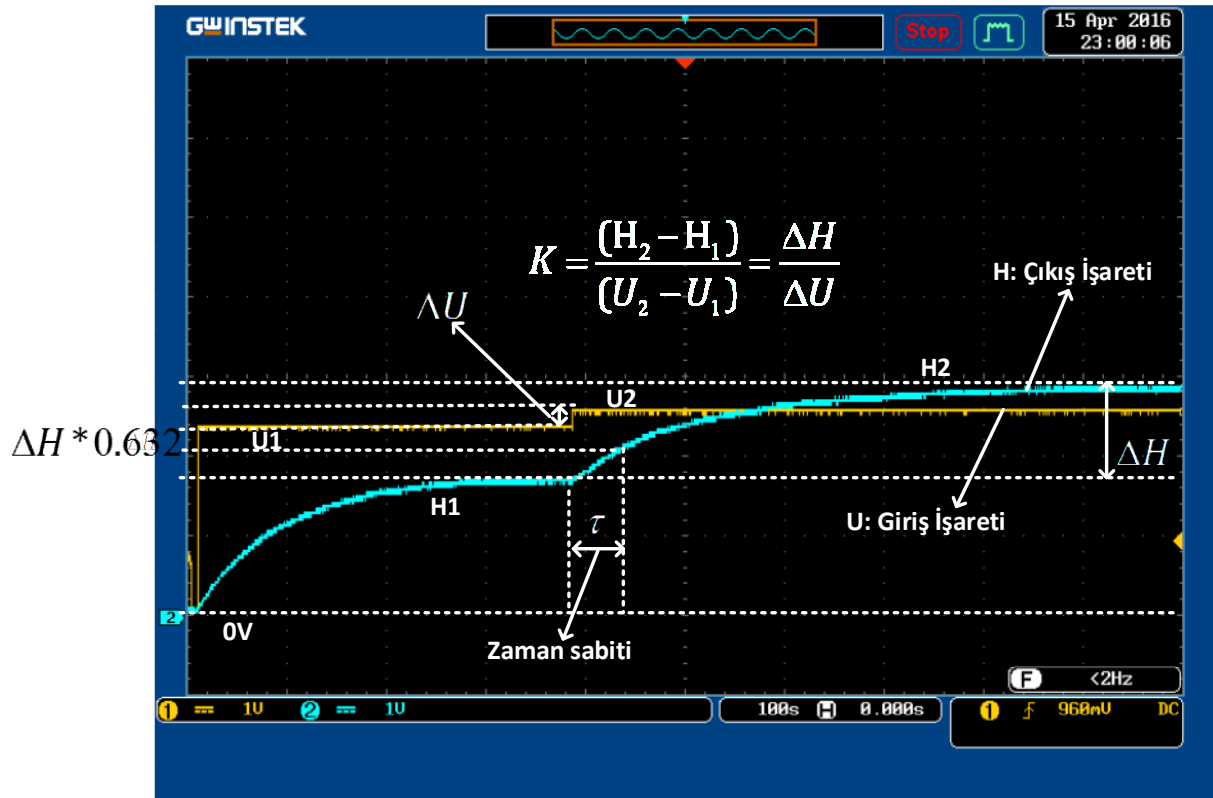 GWINSTEK
Stop
15 Apr 2016
23:00:06
K = (H₂ − H₁) / (U₂ − U₁) = ΔH / ΔU
H: Çıkış İşareti
ΛU
H2
U2
ΔH * 0.632
U1
ΔH
H1
U: Giriş İşareti
τ
2
0V
Zaman sabiti
F <2Hz
1 1V 2 1V 100s H 0.000s 1 960mV DC